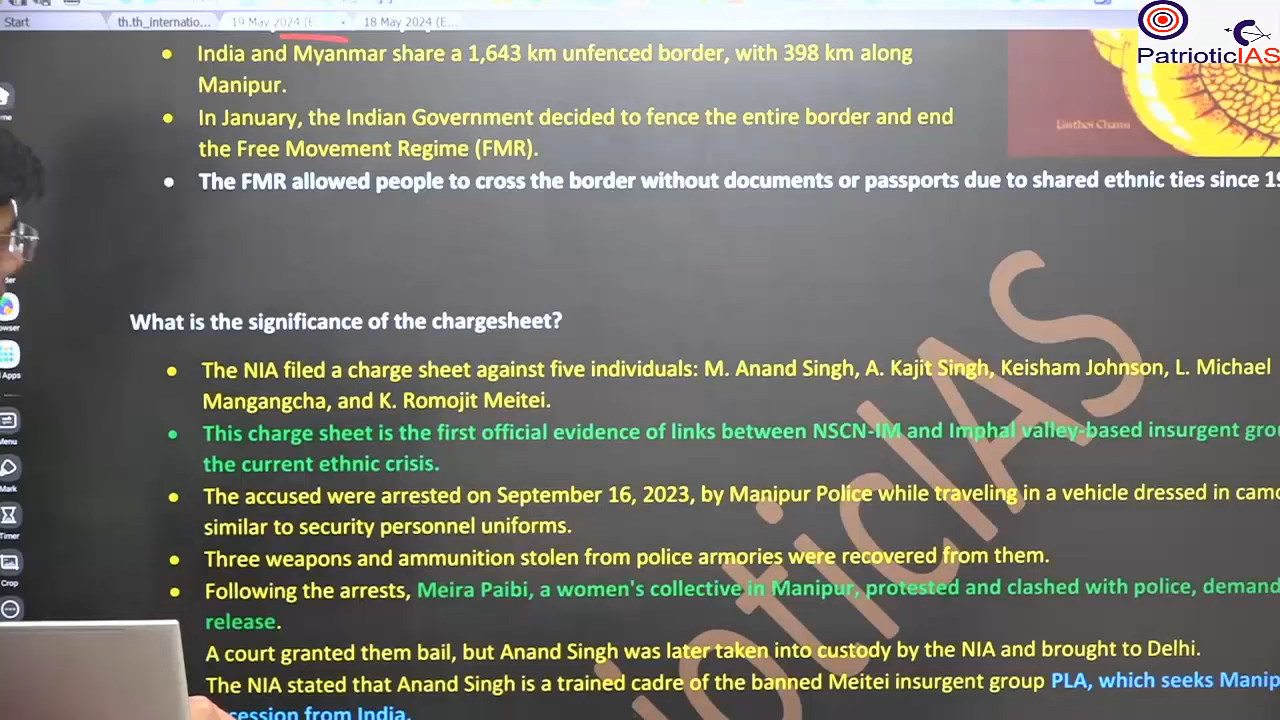 Start
th.th_internatio...
19 May 2024 (E
18 May 2024 (E...
PatrioticIAS
India and Myanmar share a 1,643 km unfenced border, with 398 km along
Manipur.
In January, the Indian Government decided to fence the entire border and end
the Free Movement Regime (FMR).
Linthoi Chanu
The FMR allowed people to cross the border without documents or passports due to shared ethnic ties since
What is the significance of the chargesheet?
The NIA filed a charge sheet against five individuals: M. Anand Singh, A. Kajit Singh, Keisham Johnson, L. Michael
Mangangcha, and K. Romojit Meitei.
This charge sheet is the first official evidence of links between NSCN-IM and Imphal valley-based insurgent
the current ethnic crisis.
The accused were arrested on September 16, 2023, by Manipur Police while traveling in a vehicle dressed in
similar to security personnel uniforms.
Three weapons and ammunition stolen from police armories were recovered from them.
Following the arrests, Meira Paibi, a women's collective in Manipur, protested and clashed with police,
release.
A court granted them bail, but Anand Singh was later taken into custody by the NIA and brought to Delhi.
The NIA stated that Anand Singh is a trained cadre of the banned Meitei insurgent group PLA, which seeks
from India.
oticIAS
Apps
Menu
Mark
Timer
Crop